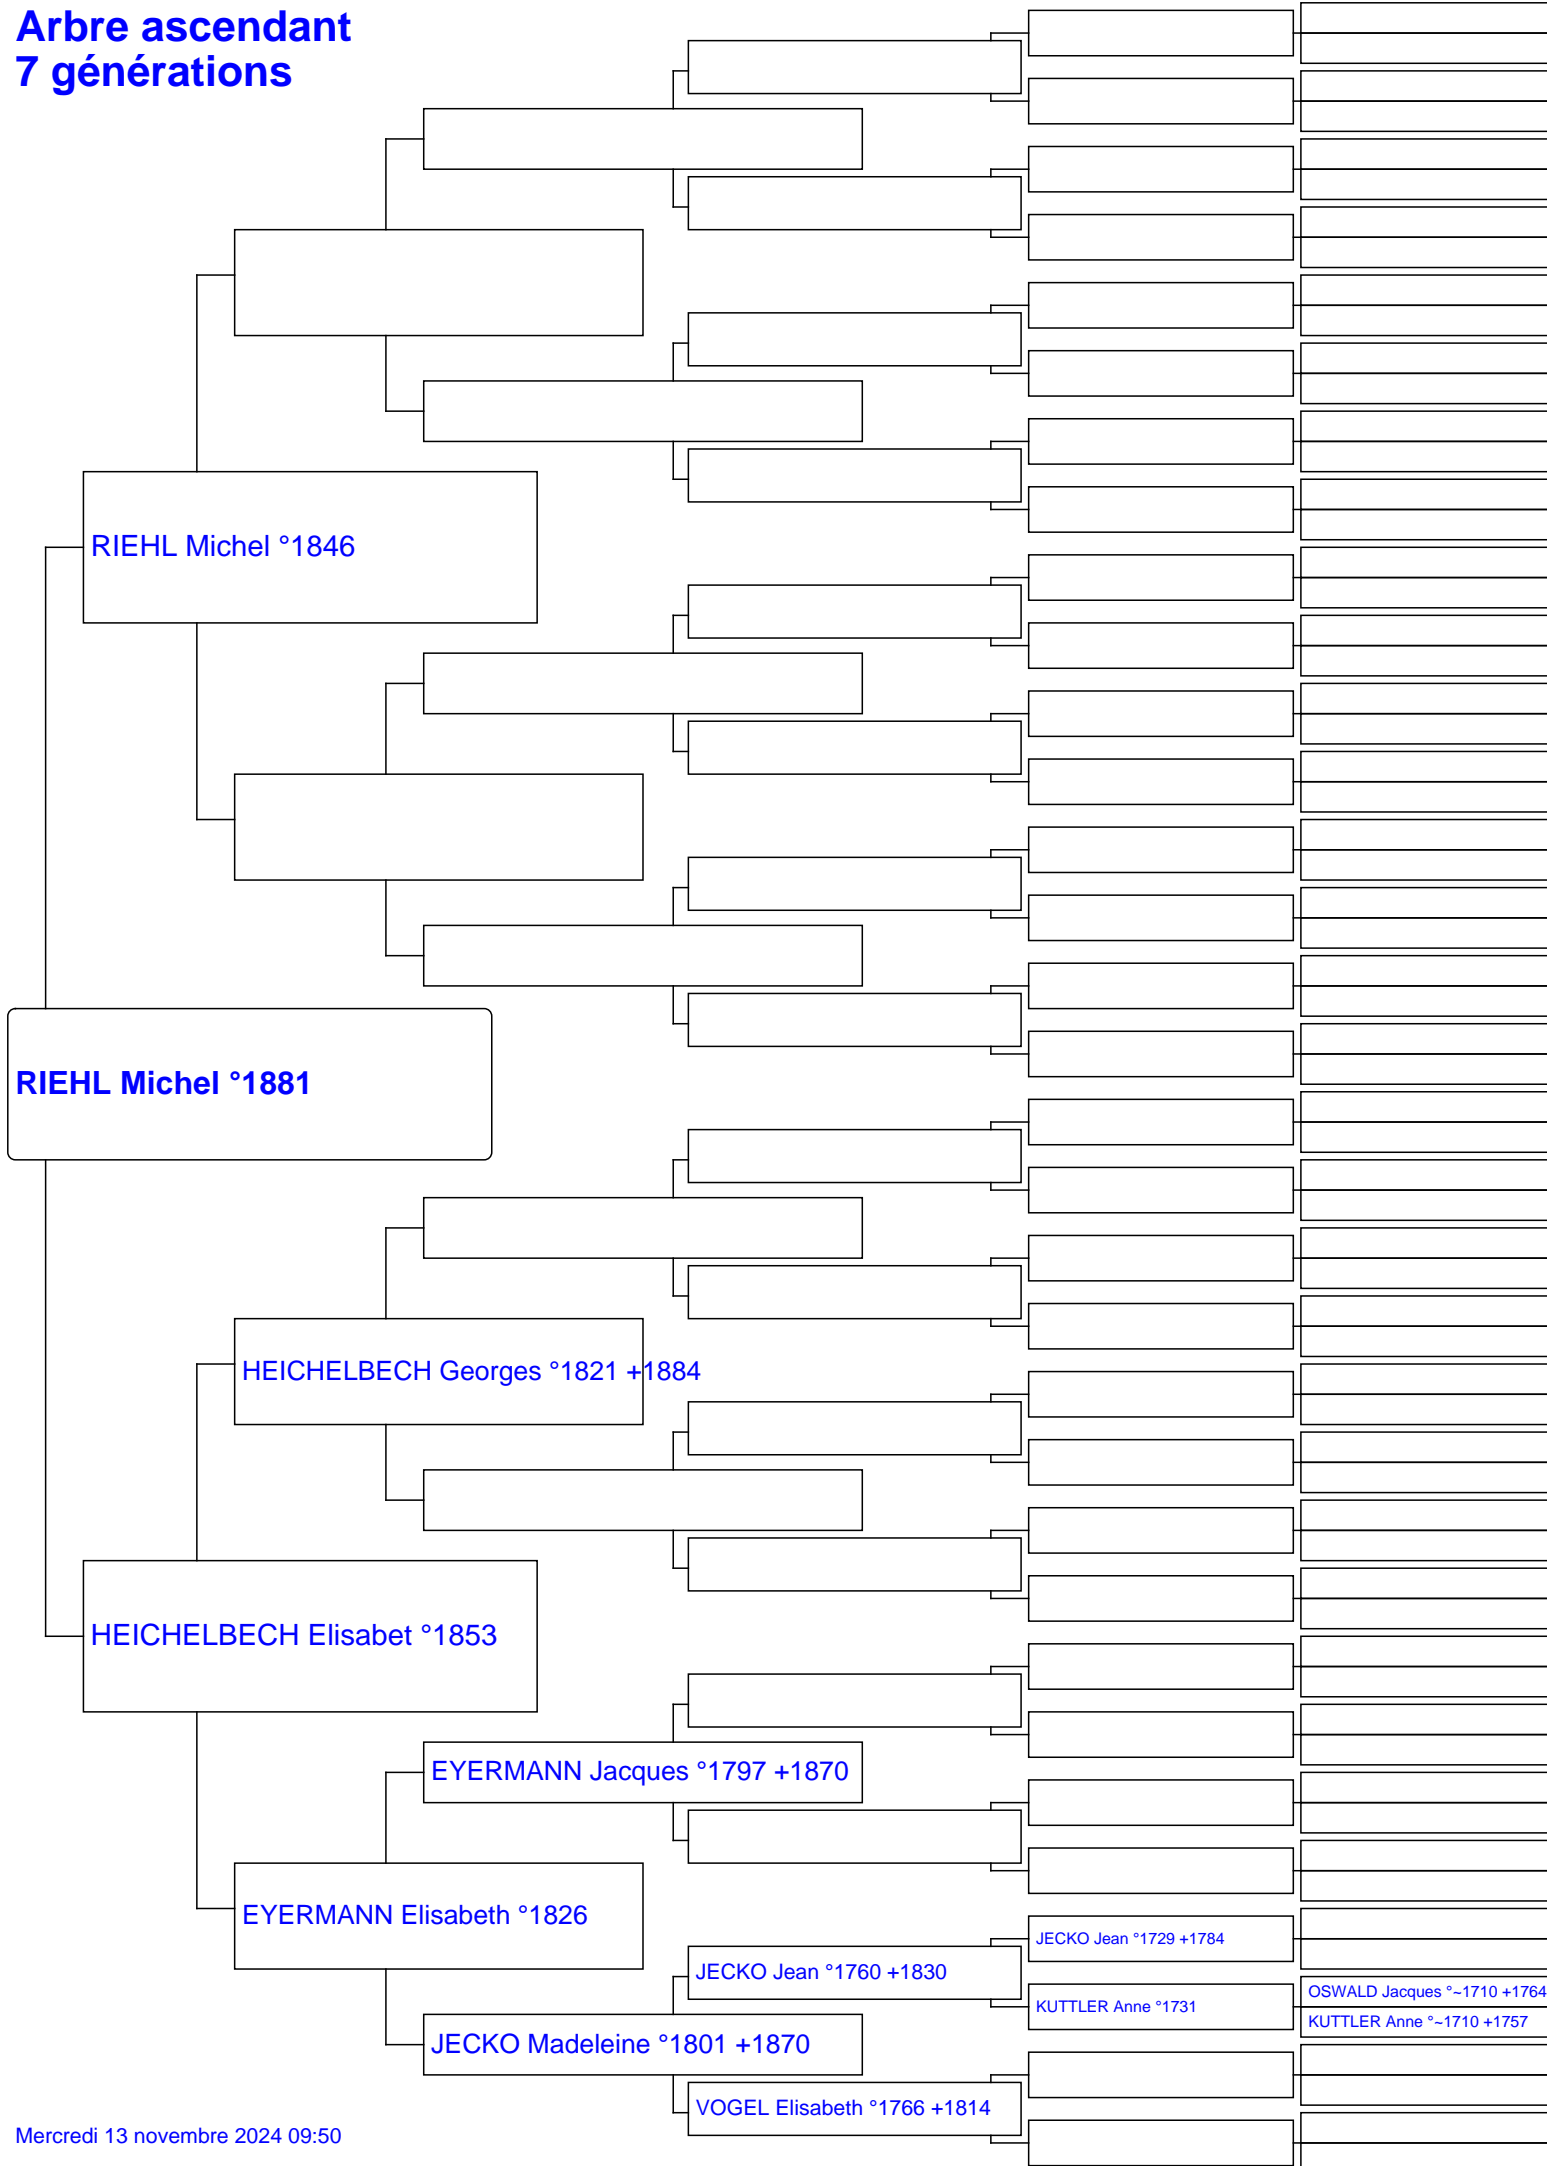 Arbre ascendant
7 générations
RIEHL Michel °1846
RIEHL Michel °1881
HEICHELBECH Georges °1821 +1884
HEICHELBECH Elisabet °1853
EYERMANN Jacques °1797 +1870
EYERMANN Elisabeth °1826
JECKO Jean °1729 +1784
JECKO Jean °1760 +1830
OSWALD Jacques °~1710 +1764
KUTTLER Anne °1731
KUTTLER Anne °~1710 +1757
JECKO Madeleine °1801 +1870
VOGEL Elisabeth °1766 +1814
Mercredi 13 novembre 2024 09:50